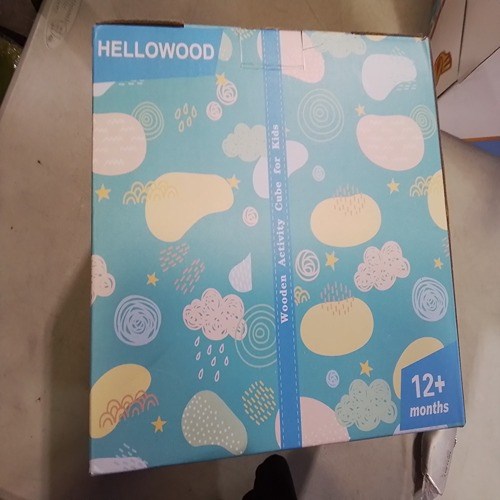 HELLOWOOD
Wooden Activity Cube for Kids
12+
months